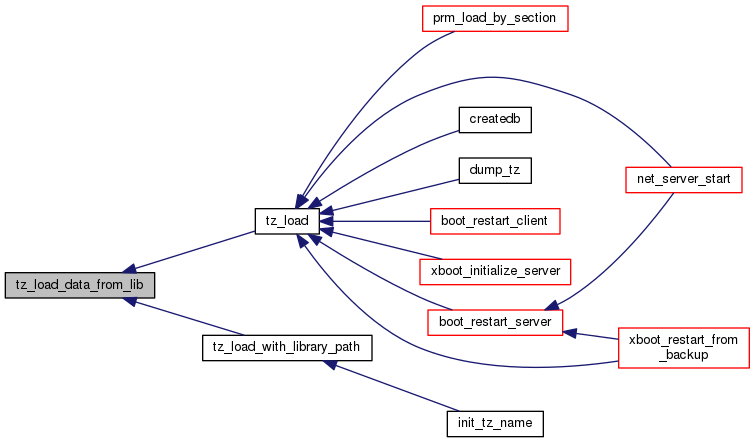 prm_load_by_section
createdb
net_server_start
dump_tz
tz_load
boot_restart_client
xboot_initialize_server
tz_load_data_from_lib
boot_restart_server
xboot_restart_from
_backup
tz_load_with_library_path
init_tz_name